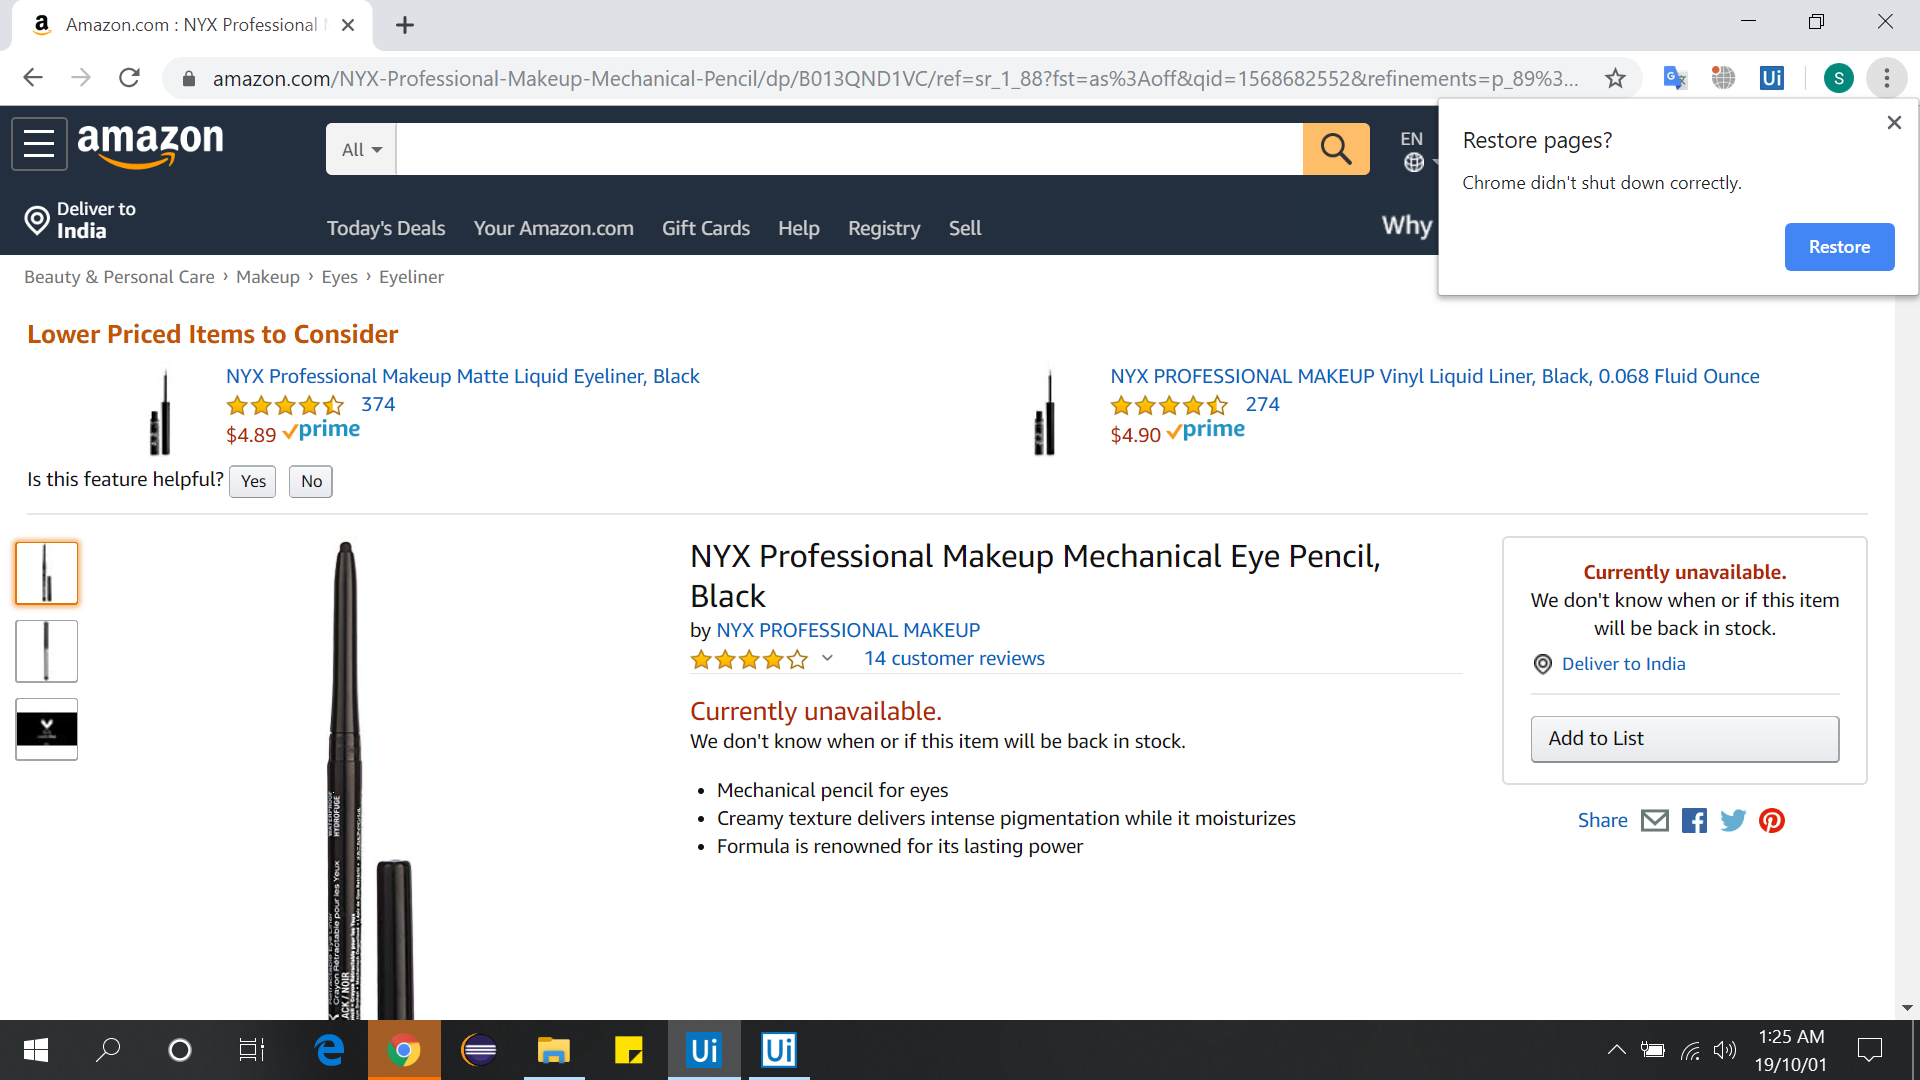 Amazon.com : NYX Professional
amazon.com/NYX-Professional-Makeup-Mechanical-Pencil/dp/B013QND1VC/ref=sr_1_88?fst=as%3Aoff&qid=1568682552&refinements=p_89%3...
S
Restore pages?
Chrome didn't shut down correctly.
Restore
amazon
All
EN
Deliver to
India
Today's Deals
Your Amazon.com
Gift Cards
Help
Registry
Sell
Why
Beauty & Personal Care › Makeup › Eyes › Eyeliner
Lower Priced Items to Consider
NYX Professional Makeup Matte Liquid Eyeliner, Black
374
$4.89 prime
NYX PROFESSIONAL MAKEUP Vinyl Liquid Liner, Black, 0.068 Fluid Ounce
274
$4.90 prime
Is this feature helpful? Yes No
NYX Professional Makeup Mechanical Eye Pencil,
Black
by NYX PROFESSIONAL MAKEUP
14 customer reviews
Currently unavailable.
We don't know when or if this item will be back in stock.
• Mechanical pencil for eyes
• Creamy texture delivers intense pigmentation while it moisturizes
• Formula is renowned for its lasting power
Currently unavailable.
We don't know when or if this item
will be back in stock.
Deliver to India
Add to List
Share
Ui
Ui
Ui
1:25 AM
19/10/01